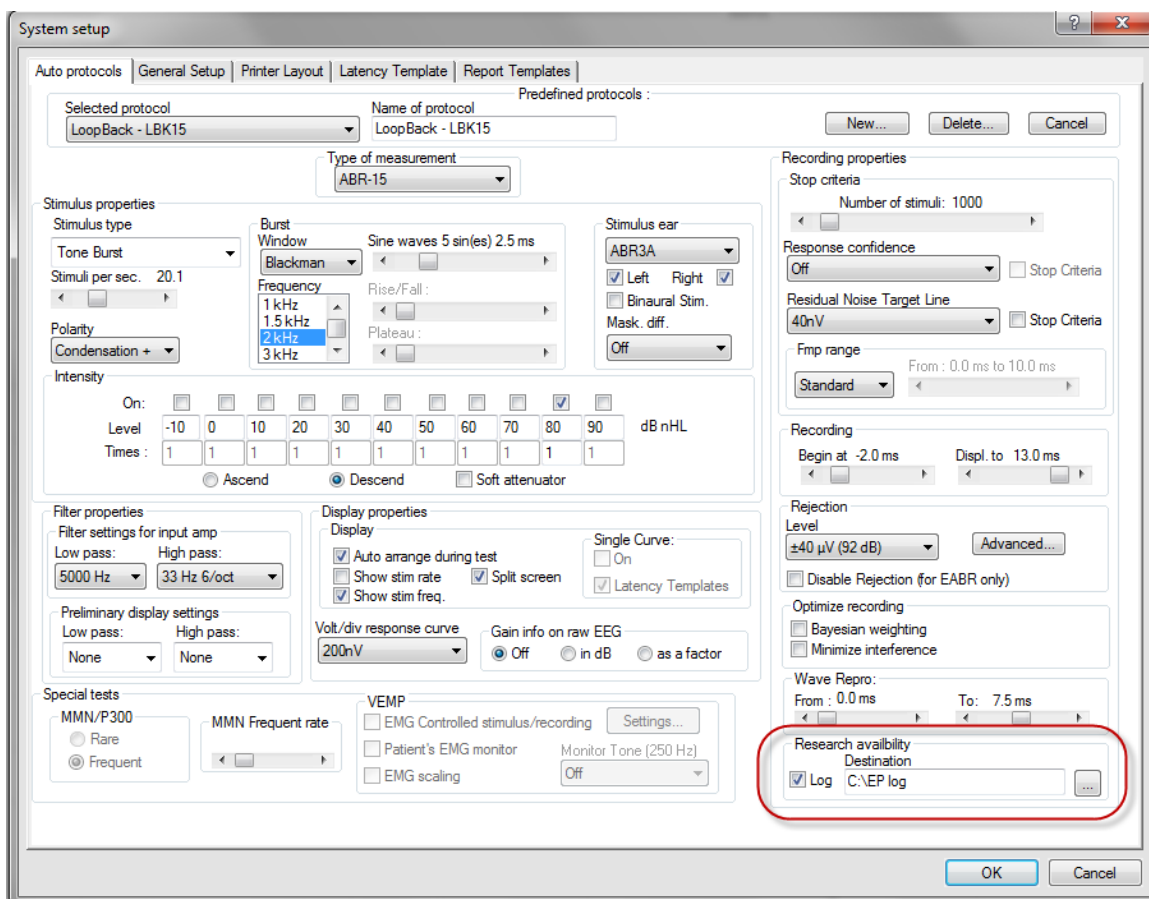 System setup
Auto protocols General Setup Printer Layout Latency Template Report Templates
Predefined protocols :
Selected protocol
LoopBack - LBK15
Name of protocol
LoopBack - LBK15
New... Delete... Cancel
Type of measurement
ABR-15
Stimulus properties
Stimulus type
Tone Burst
Stimuli per sec. 20.1
Polarity
Condensation +
Burst
Window
Blackman
Frequency
1 kHz
1.5 kHz
2 kHz
3 kHz
Sine waves 5 sin(es) 2.5 ms
Rise/Fall :
Plateau :
Stimulus ear
ABR3A
Left Right
Binaural Stim.
Mask. diff.
Off
Intensity
On:
Level -10 0 10 20 30 40 50 60 70 80 90 dB nHL
Times : 1 1 1 1 1 1 1 1 1 1 1
Ascend Descend Soft attenuator
Filter properties
Filter settings for input amp
Low pass: High pass:
5000 Hz 33 Hz 6/oct
Preliminary display settings
Low pass: High pass:
None None
Display properties
Display
Auto arrange during test
Show stim rate Split screen
Show stim freq.
Single Curve:
On
Latency Templates
Volt/div response curve
200nV
Gain info on raw EEG
Off in dB as a factor
Special tests
MMN/P300
Rare
Frequent
MMN Frequent rate
VEMP
EMG Controlled stimulus/recording Settings...
Patient's EMG monitor
EMG scaling
Monitor Tone (250 Hz)
Off
Recording properties
Stop criteria
Number of stimuli: 1000
Response confidence
Off Stop Criteria
Residual Noise Target Line
40nV Stop Criteria
Fmp range
Standard
From : 0.0 ms to 10.0 ms
Recording
Begin at -2.0 ms Displ. to 13.0 ms
Rejection
Level
±40 µV (92 dB) Advanced...
Disable Rejection (for EABR only)
Optimize recording
Bayesian weighting
Minimize interference
Wave Repro:
From : 0.0 ms To: 7.5 ms
Research availbility
Destination
Log C:\EP log ...
OK Cancel